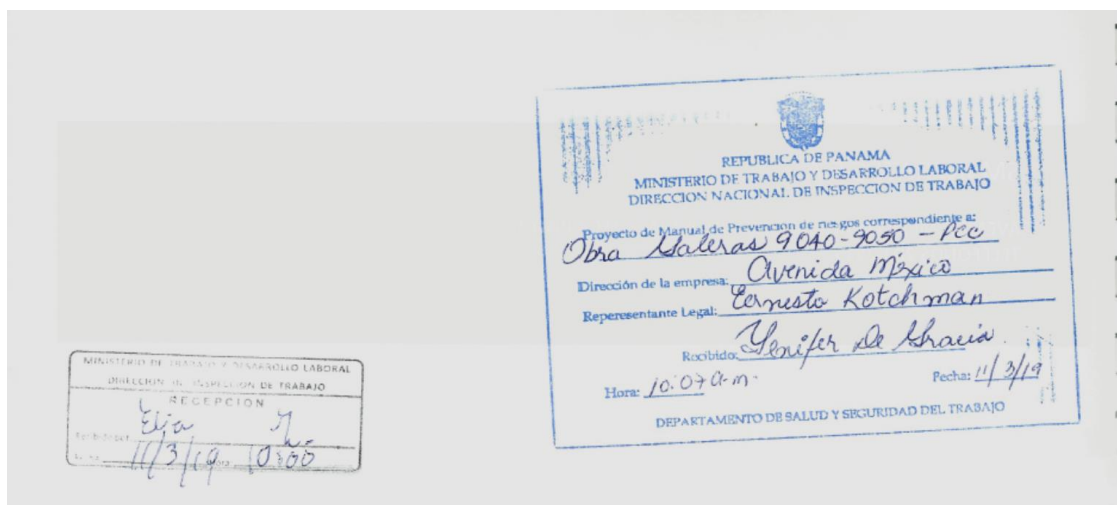 REPUBLICA DE PANAMA
MINISTERIO DE TRABAJO Y DESARROLLO LABORAL
DIRECCION NACIONAL DE INSPECCION DE TRABAJO
Proyecto de Manual de Prevención de riesgos correspondiente a:
Obra Galeras 9040-9050 - Pcc
Dirección de la empresa: Avenida México
Reperesentante Legal: Ernesto Kotchman
Recibido: Yenifer De Gracia
Hora: 10:07 a.m. Fecha: 11/3/19
DEPARTAMENTO DE SALUD Y SEGURIDAD DEL TRABAJO
MINISTERIO DE TRABAJO Y DESARROLLO LABORAL
DIRECCION DE INSPECCION DE TRABAJO
RECEPCION
11/3/19 10:00